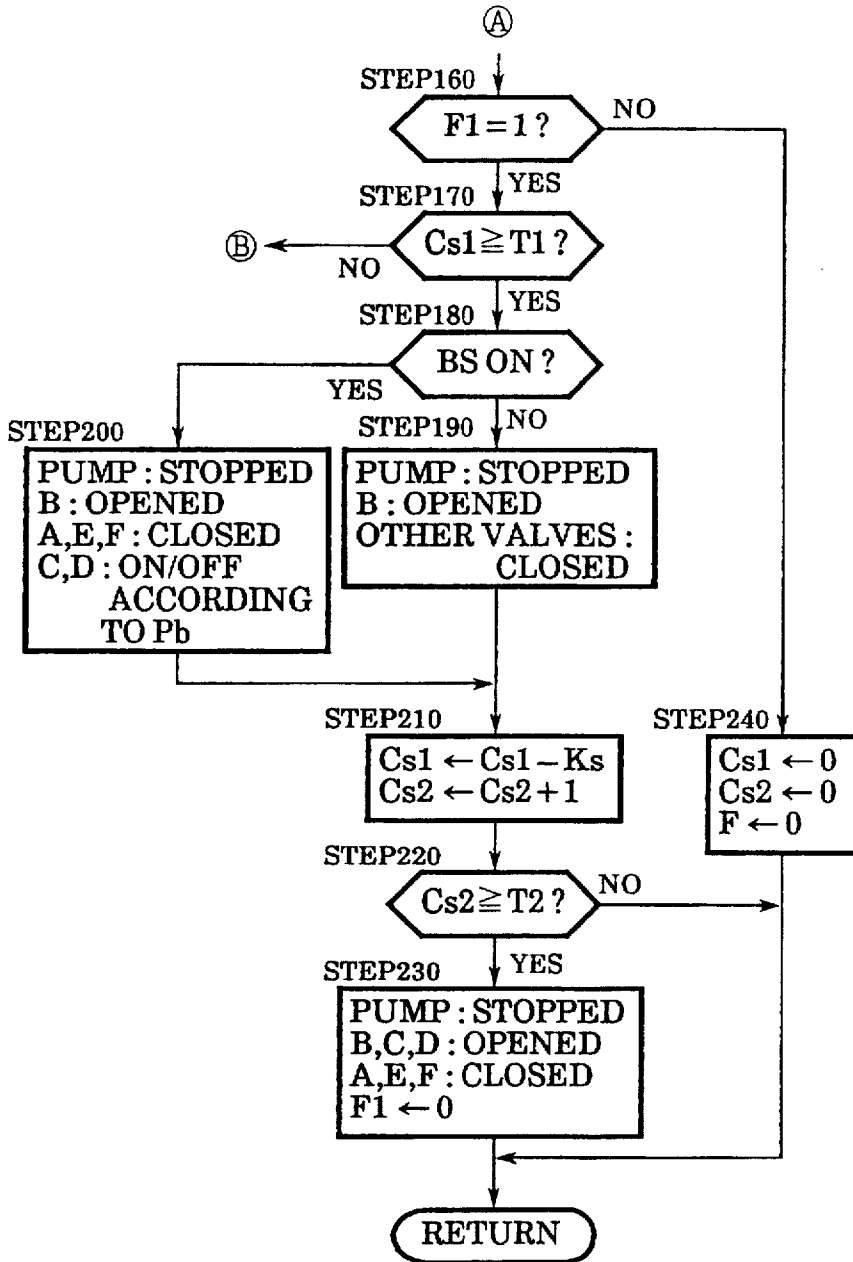 Ⓐ
STEP160
F1=1?
NO
YES
STEP170
Cs1≧T1?
Ⓑ
NO
YES
STEP180
BS ON?
YES
NO
STEP200
PUMP:STOPPED
B:OPENED
A,E,F:CLOSED
C,D:ON/OFF
ACCORDING
TO Pb
STEP190
PUMP:STOPPED
B:OPENED
OTHER VALVES:
CLOSED
STEP210
Cs1←Cs1-Ks
Cs2←Cs2+1
STEP240
Cs1←0
Cs2←0
F←0
STEP220
Cs2≧T2?
NO
YES
STEP230
PUMP:STOPPED
B,C,D:OPENED
A,E,F:CLOSED
F1←0
RETURN